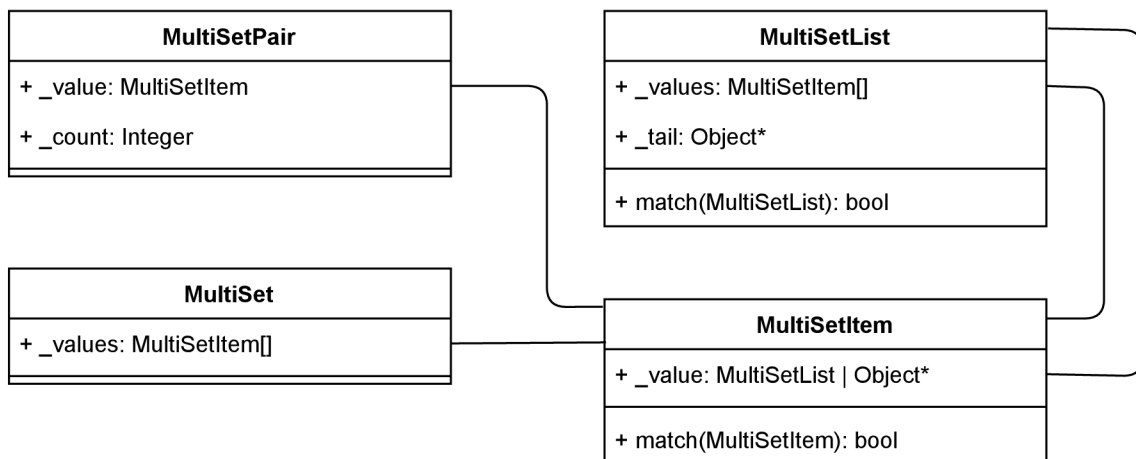 MultiSetPair
+ _value: MultiSetItem
+ _count: Integer
MultiSetList
+ _values: MultiSetItem[]
+ _tail: Object*
+ match(MultiSetList): bool
MultiSet
+ _values: MultiSetItem[]
MultiSetItem
+ _value: MultiSetList | Object*
+ match(MultiSetItem): bool